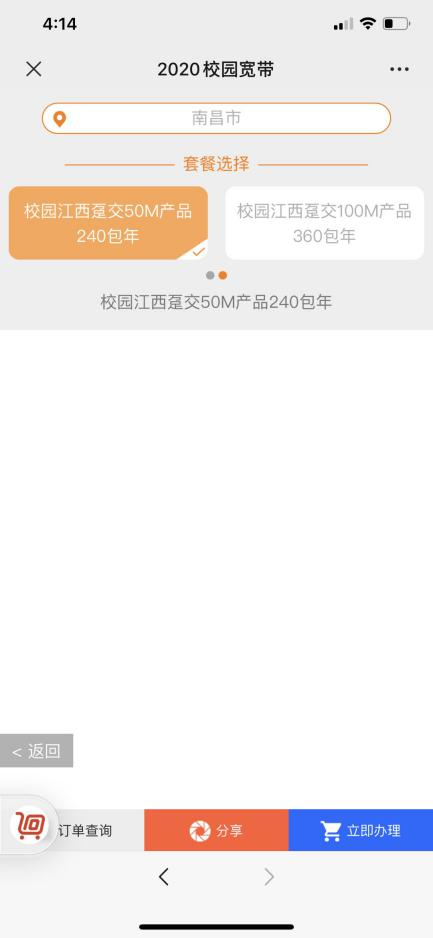 4:14
2020校园宽带
南昌市
套餐选择
校园江西趸交50M产品
240包年
校园江西趸交100M产品
360包年
校园江西趸交50M产品240包年
< 返回
订单查询
分享
立即办理